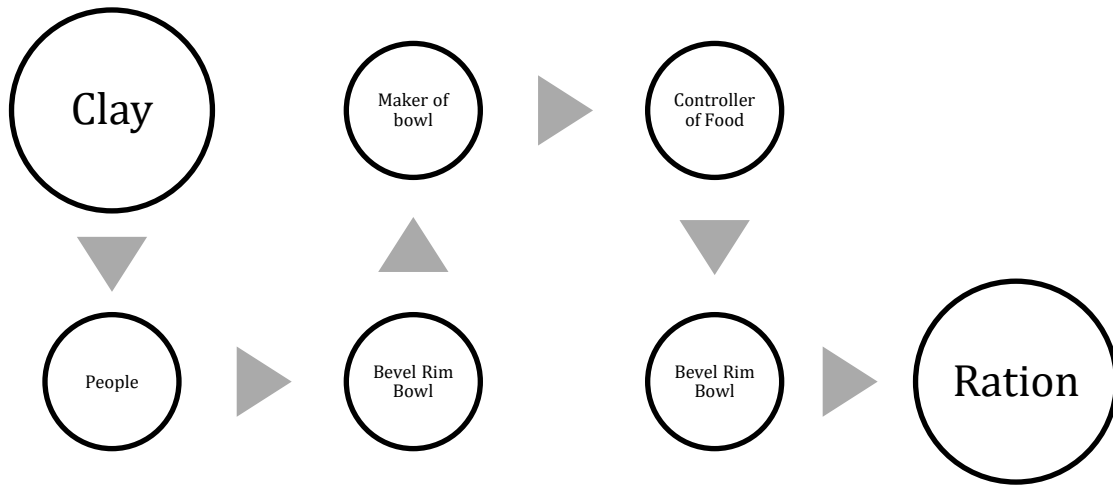 Clay
People
Bevel Rim
Bowl
Maker of
bowl
Controller
of Food
Bevel Rim
Bowl
Ration